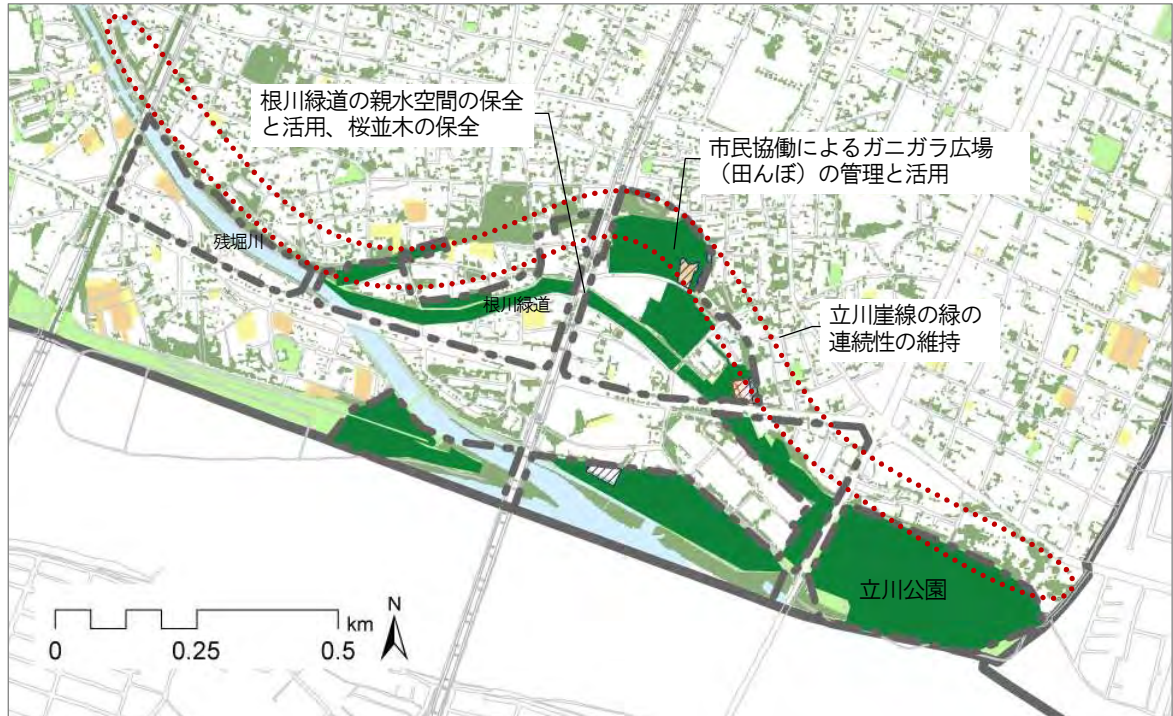 根川緑道の親水空間の保全
と活用、桜並木の保全
市民協働によるガニガラ広場
（田んぼ）の管理と活用
残堀川
根川緑道
立川崖線の緑の
連続性の維持
立川公園
km
N
0
0.25
0.5